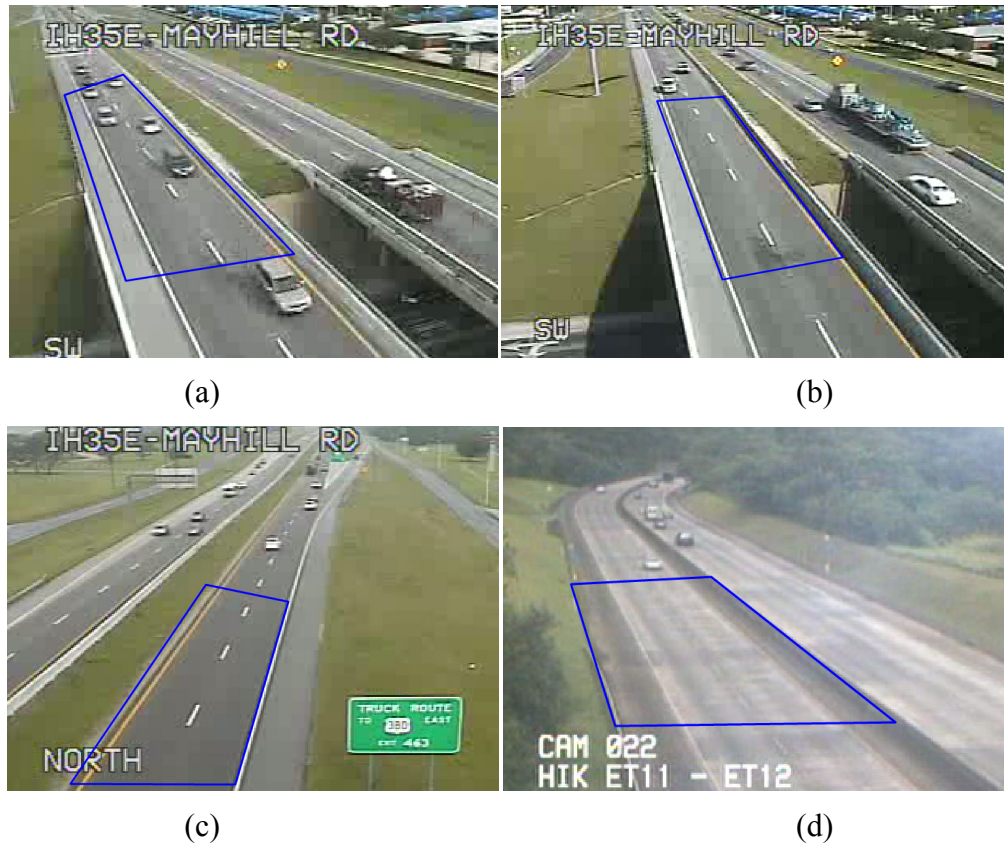 IH35E-MAYHILL RD
SW
(a)
IH35E-MAYHILL RD
SW
(b)
IH35E-MAYHILL RD
TRUCK ROUTE
TO 380 EAST
EXIT 463
NORTH
(c)
CAM 022
HIK ET11 - ET12
(d)